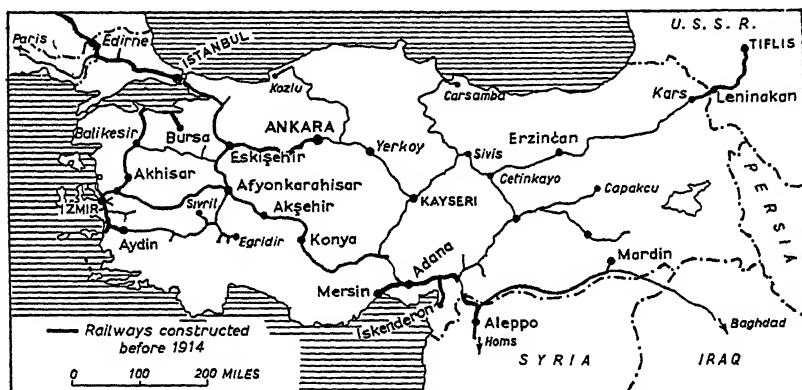 U. S. S. R.
Paris
Edirne
ISTANBUL
TIFLIS
Kozlu
Carsamba
Kars
Leninakan
Balikesir
Bursa
ANKARA
Yerkoy
Sivis
Erzincan
Eskişehir
Cetinkayo
Akhisar
Afyonkarahisar
Capakcu
IZMIR
Sivril
Akşehir
KAYSERI
PERSIA
Aydin
Egridir
Konya
Adana
Mardin
Mersin
Iskenderon
Aleppo
Baghdad
Railways constructed
before 1914
Homs
SYRIA
IRAQ
0 100 200 MILES